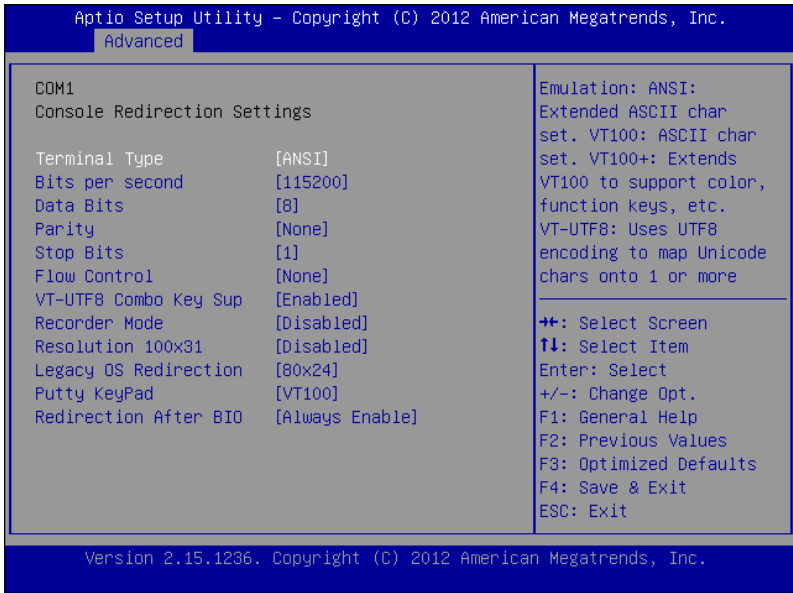 Aptio Setup Utility – Copyright (C) 2012 American Megatrends, Inc.
Advanced
COM1
Console Redirection Settings
Terminal Type [ANSI]
Bits per second [115200]
Data Bits [8]
Parity [None]
Stop Bits [1]
Flow Control [None]
VT-UTF8 Combo Key Sup [Enabled]
Recorder Mode [Disabled]
Resolution 100x31 [Disabled]
Legacy OS Redirection [80x24]
Putty KeyPad [VT100]
Redirection After BIO [Always Enable]
Emulation: ANSI:
Extended ASCII char
set. VT100: ASCII char
set. VT100+: Extends
VT100 to support color,
function keys, etc.
VT-UTF8: Uses UTF8
encoding to map Unicode
chars onto 1 or more
→←: Select Screen
↑↓: Select Item
Enter: Select
+/-: Change Opt.
F1: General Help
F2: Previous Values
F3: Optimized Defaults
F4: Save & Exit
ESC: Exit
Version 2.15.1236. Copyright (C) 2012 American Megatrends, Inc.